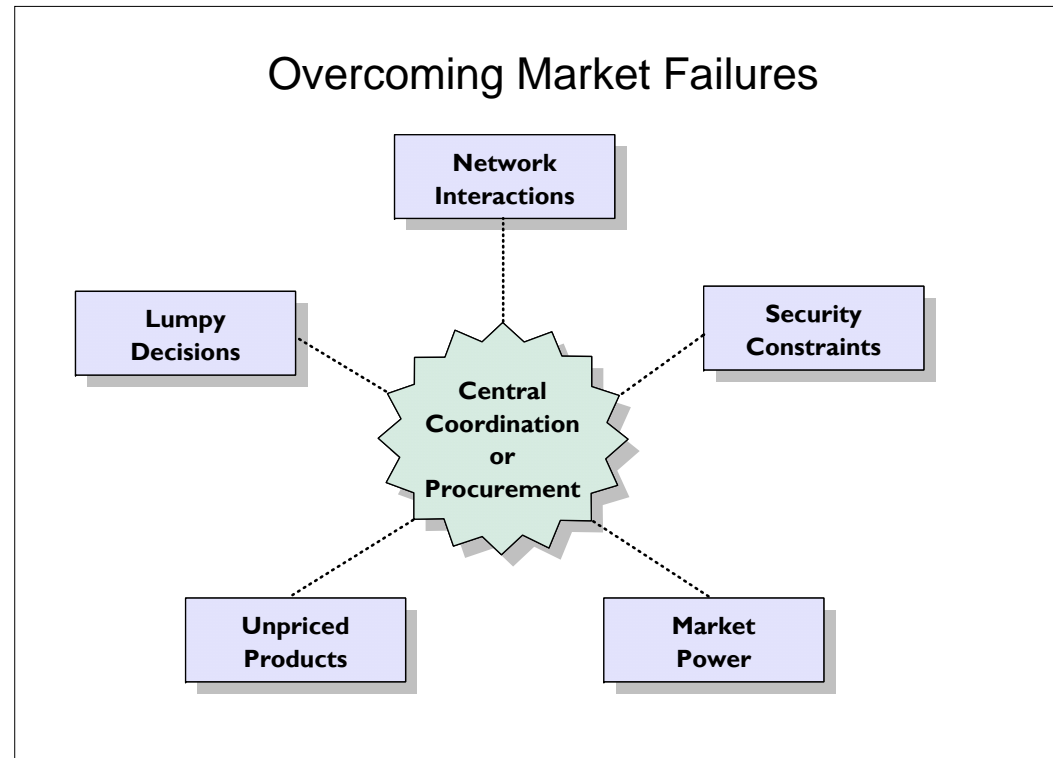 Overcoming Market Failures
Network
Interactions
Lumpy
Decisions
Security
Constraints
Central
Coordination
or
Procurement
Unpriced
Products
Market
Power